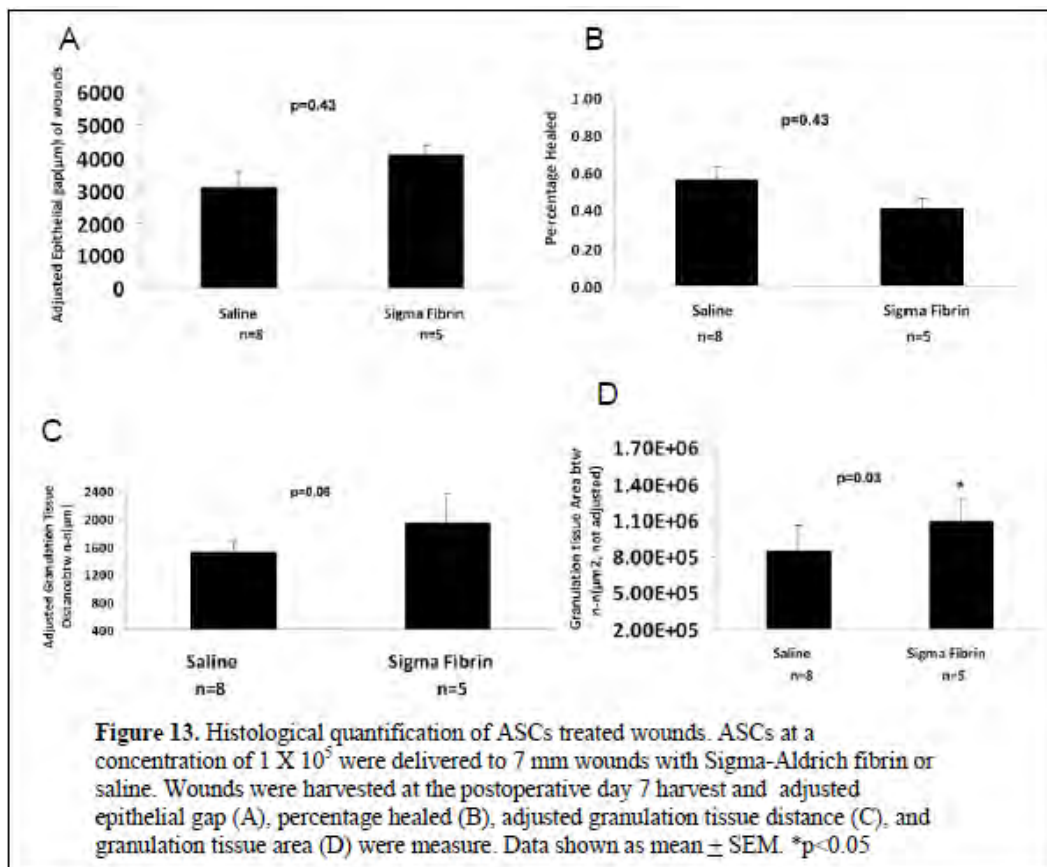 A
Adjusted Epithelial gap(µm) of wounds
6000
5000
4000
3000
2000
1000
0
p=0.43
Saline
n=8
Sigma Fibrin
n=5
B
Percentage Healed
1.00
0.80
0.60
0.40
0.20
0.00
p=0.43
Saline
n=8
Sigma Fibrin
n=5
C
Adjusted Granulation Tissue
Distancebtw n-n(µm)
2400
2000
1600
1200
800
400
p=0.06
Saline
n=8
Sigma Fibrin
n=5
D
Granulation tissue Area btw
n-n(µm2, not adjusted)
1.70E+06
1.40E+06
1.10E+06
8.00E+05
5.00E+05
2.00E+05
p=0.03
*
Saline
n=8
Sigma Fibrin
n=5
Figure 13. Histological quantification of ASCs treated wounds. ASCs at a
concentration of 1 X 10⁵ were delivered to 7 mm wounds with Sigma-Aldrich fibrin or
saline. Wounds were harvested at the postoperative day 7 harvest and adjusted
epithelial gap (A), percentage healed (B), adjusted granulation tissue distance (C), and
granulation tissue area (D) were measure. Data shown as mean ± SEM. *p<0.05